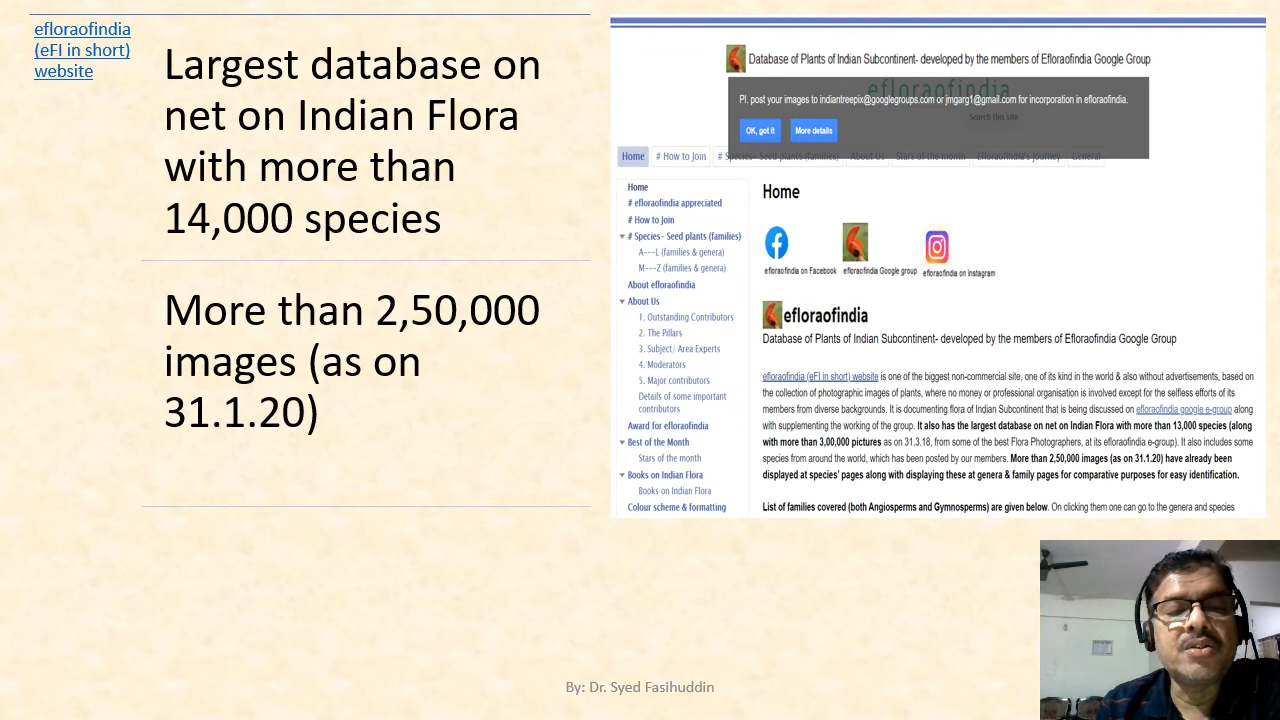 efloraofindia
(eFI in short)
website
Largest database on
net on Indian Flora
with more than
14,000 species
More than 2,50,000
images (as on
31.1.20)
Database of Plants of Indian Subcontinent- developed by the members of Efloraofindia Google Group
efloraofindia
Pl. post your images to indiantreepix@googlegroups.com or jmgarg1@gmail.com for incorporation in efloraofindia.
Search this site
OK, got it
More details
Home
# How to Join
# Species- Seed plants (families)
About Us
Stars of the month
Efloraofindia's journey
General
Home
# efloraofindia appreciated
# How to Join
# Species- Seed plants (families)
A---L (families & genera)
M---Z (families & genera)
About efloraofindia
About Us
1. Outstanding Contributors
2. The Pillars
3. Subject/ Area Experts
4. Moderators
5. Major contributors
Details of some important
contributors
Award for efloraofindia
Best of the Month
Stars of the month
Books on Indian Flora
Books on Indian Flora
Colour scheme & formatting
Home
efloraofindia on Facebook
efloraofindia Google group
efloraofindia on Instagram
efloraofindia
Database of Plants of Indian Subcontinent- developed by the members of Efloraofindia Google Group
efloraofindia (eFI in short) website is one of the biggest non-commercial site, one of its kind in the world & also without advertisements, based on
the collection of photographic images of plants, where no money or professional organisation is involved except for the selfless efforts of its
members from diverse backgrounds. It is documenting flora of Indian Subcontinent that is being discussed on efloraofindia google e-group along
with supplementing the working of the group. It also has the largest database on net on Indian Flora with more than 13,000 species (along
with more than 3,00,000 pictures as on 31.3.18, from some of the best Flora Photographers, at its efloraofindia e-group). It also includes some
species from around the world, which has been posted by our members. More than 2,50,000 images (as on 31.1.20) have already been
displayed at species' pages along with displaying these at genera & family pages for comparative purposes for easy identification.
List of families covered (both Angiosperms and Gymnosperms) are given below. On clicking them one can go to the genera and species
By: Dr. Syed Fasihuddin